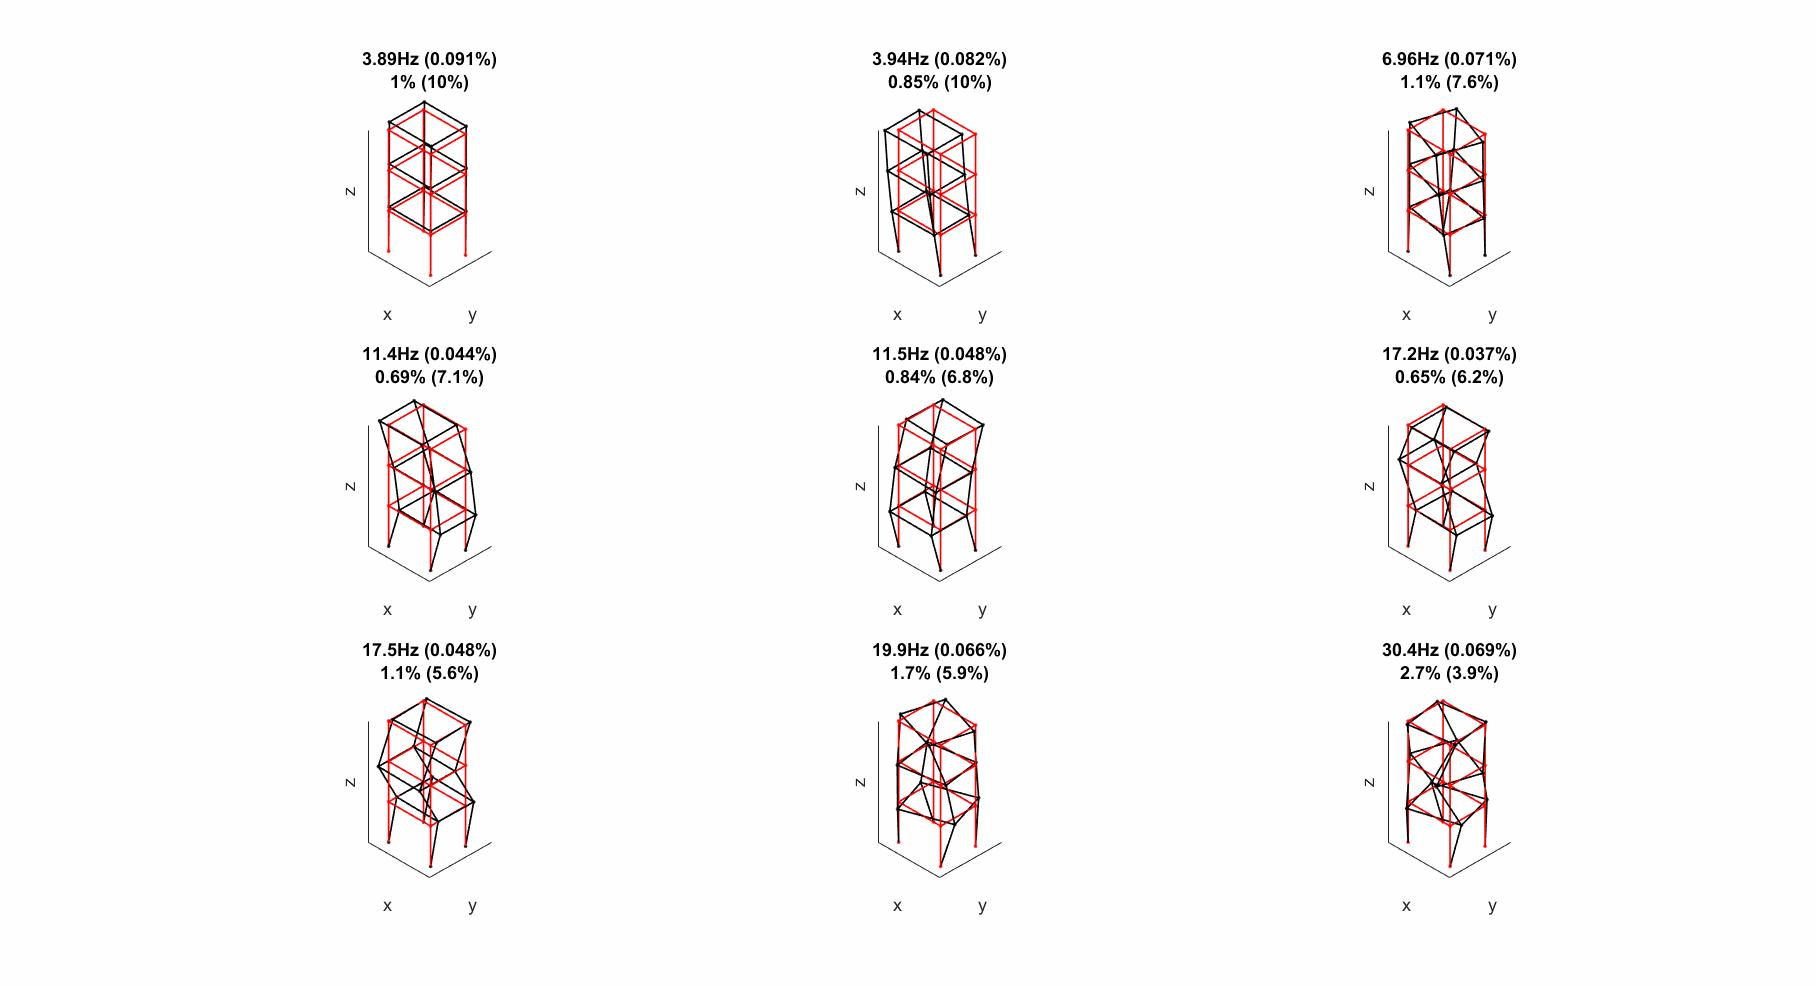 3.89Hz (0.091%)
1% (10%)
3.94Hz (0.082%)
0.85% (10%)
6.96Hz (0.071%)
1.1% (7.6%)
z
x
y
z
x
y
z
x
y
11.4Hz (0.044%)
0.69% (7.1%)
11.5Hz (0.048%)
0.84% (6.8%)
17.2Hz (0.037%)
0.65% (6.2%)
z
x
y
z
x
y
z
x
y
17.5Hz (0.048%)
1.1% (5.6%)
19.9Hz (0.066%)
1.7% (5.9%)
30.4Hz (0.069%)
2.7% (3.9%)
z
x
y
z
x
y
z
x
y